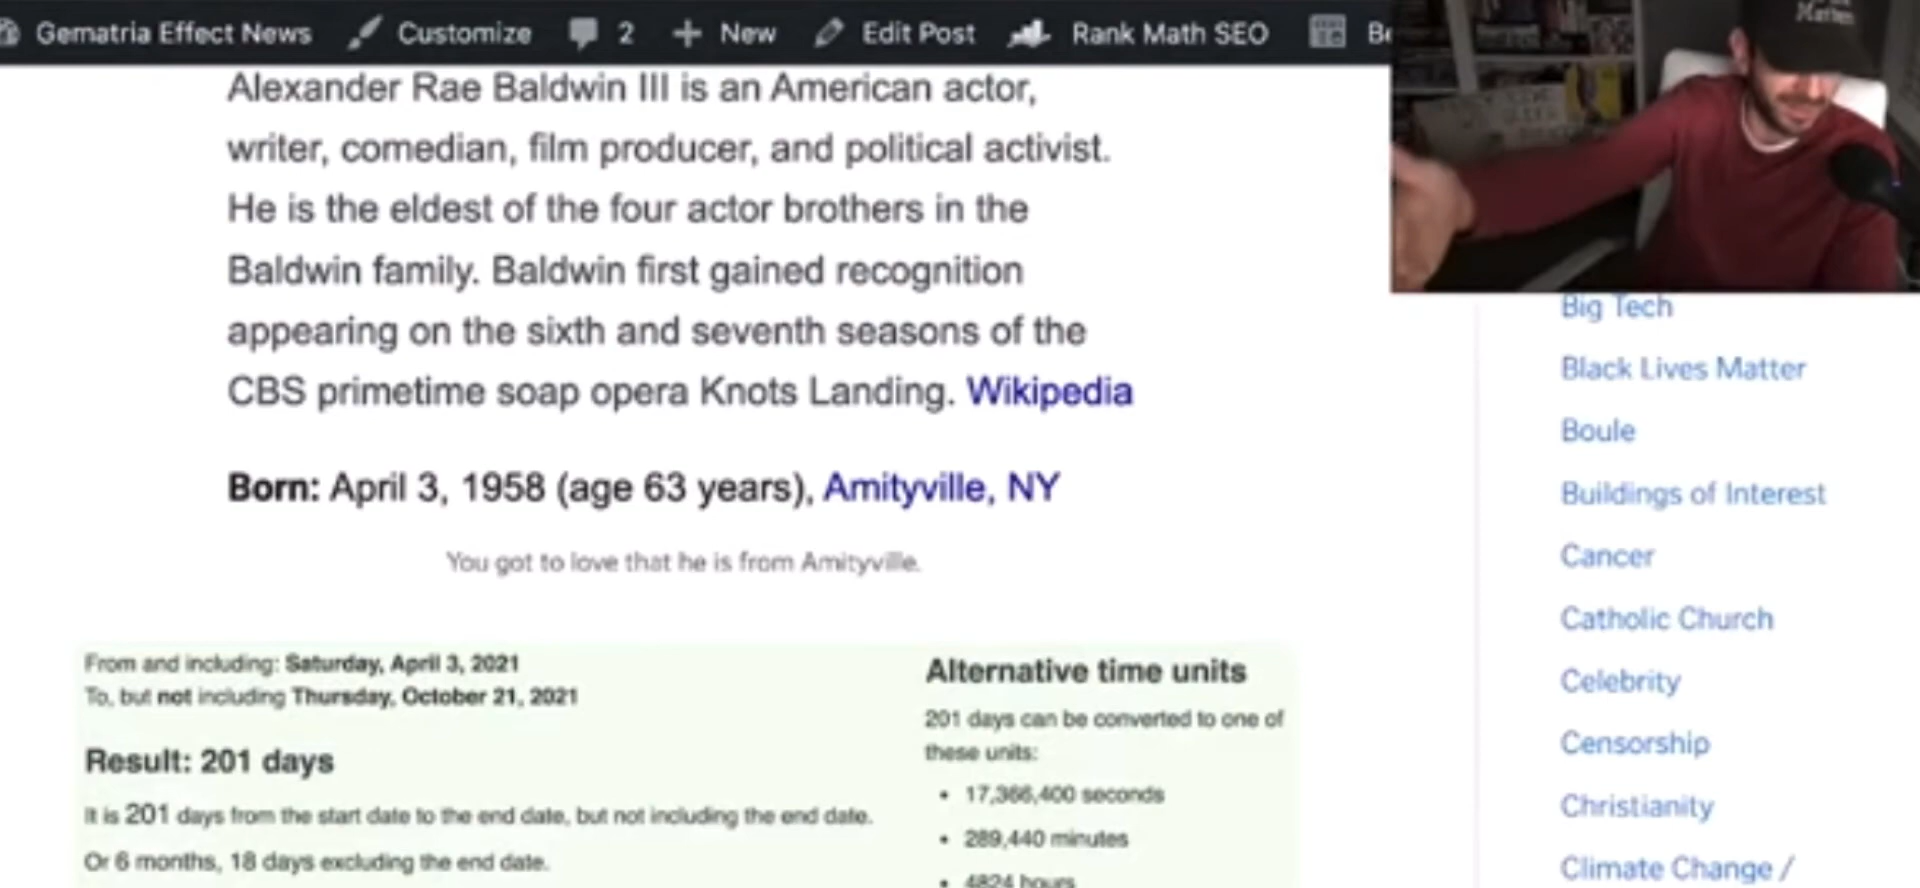 Gematria Effect News Customize 2 New Edit Post Rank Math SEO
Alexander Rae Baldwin III is an American actor,
writer, comedian, film producer, and political activist.
He is the eldest of the four actor brothers in the
Baldwin family. Baldwin first gained recognition
appearing on the sixth and seventh seasons of the
CBS primetime soap opera Knots Landing. Wikipedia
Born: April 3, 1958 (age 63 years), Amityville, NY
You got to love that he is from Amityville.
From and including: Saturday, April 3, 2021
To, but not including Thursday, October 21, 2021
Result: 201 days
It is 201 days from the start date to the end date, but not including the end date.
Or 6 months, 18 days excluding the end date.
Alternative time units
201 days can be converted to one of
these units:
• 17,366,400 seconds
• 289,440 minutes
• 4824 hours
Big Tech
Black Lives Matter
Boule
Buildings of Interest
Cancer
Catholic Church
Celebrity
Censorship
Christianity
Climate Change /